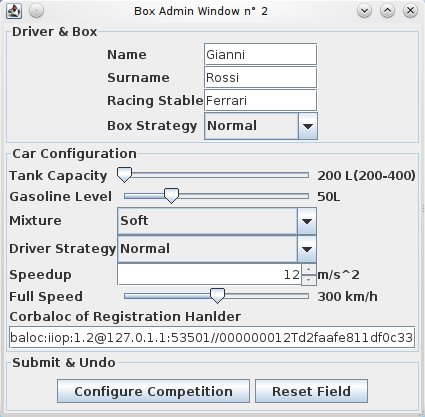 Box Admin Window n° 2
Driver & Box
Name Gianni
Surname Rossi
Racing Stable Ferrari
Box Strategy Normal
Car Configuration
Tank Capacity 200 L(200-400)
Gasoline Level 50L
Mixture Soft
Driver Strategy Normal
Speedup 12 m/s^2
Full Speed 300 km/h
Corbaloc of Registration Hanlder
baloc:iiop:1.2@127.0.1.1:53501//000000012Td2faafe811df0c33
Submit & Undo
Configure Competition Reset Field